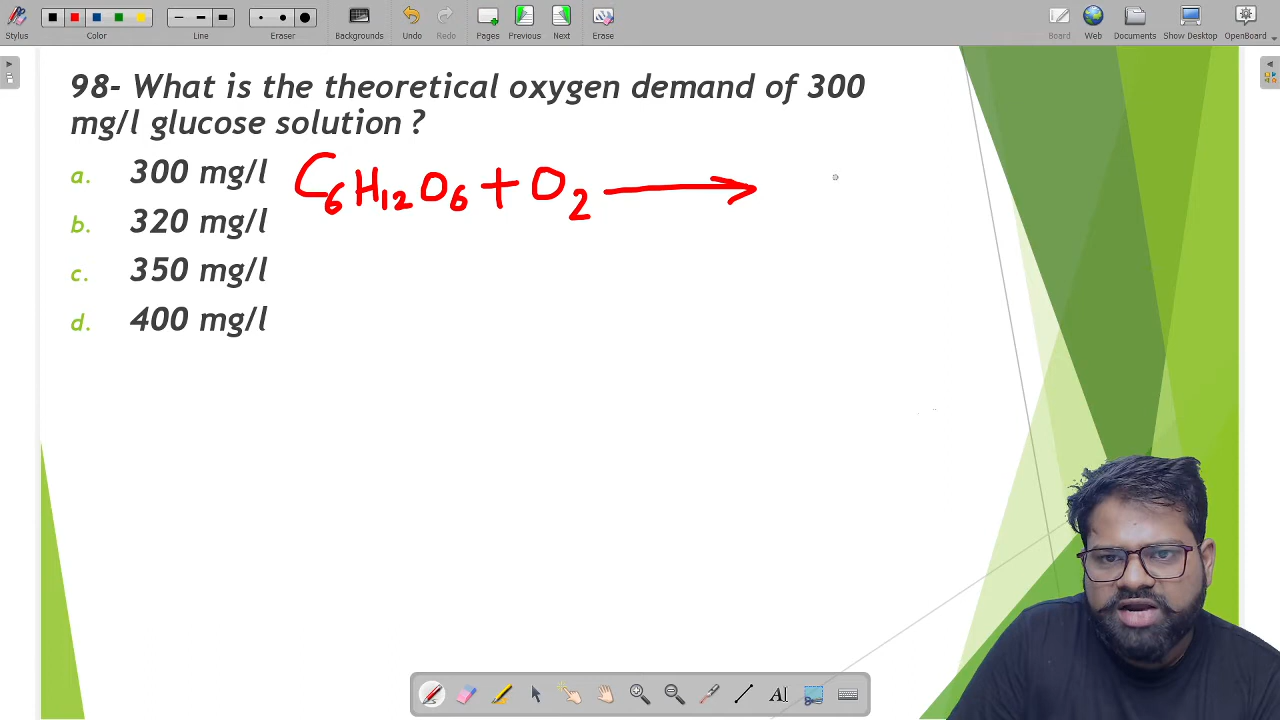 Stylus
Color
Line
Eraser
Backgrounds
Undo
Redo
Pages
Previous
Next
Erase
Board
Web
Documents
Show Desktop
OpenBoard
98- What is the theoretical oxygen demand of 300
mg/l glucose solution ?
a. 300 mg/l
C6H12O6 + O2 ⟶
b. 320 mg/l
c. 350 mg/l
d. 400 mg/l
AI